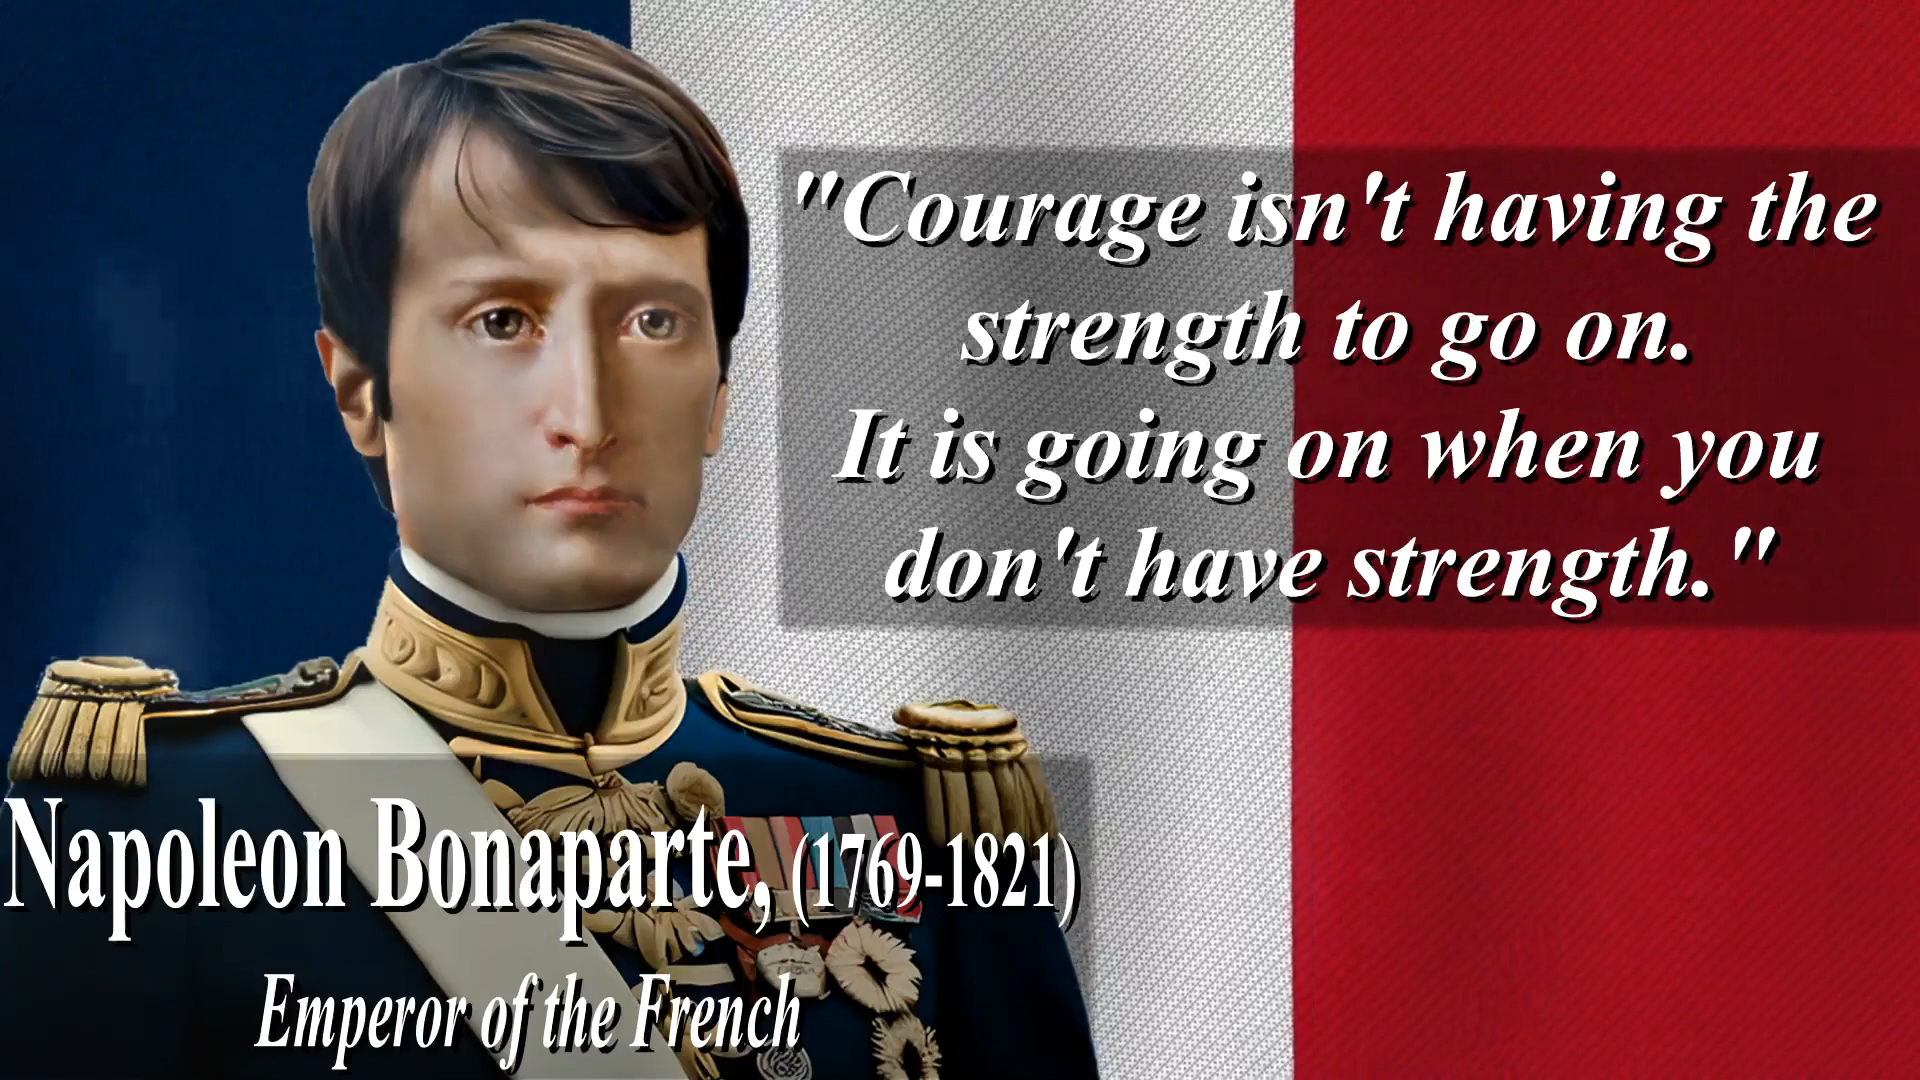 "Courage isn't having the
strength to go on.
It is going on when you
don't have strength."
Napoleon Bonaparte, (1769-1821)
Emperor of the French